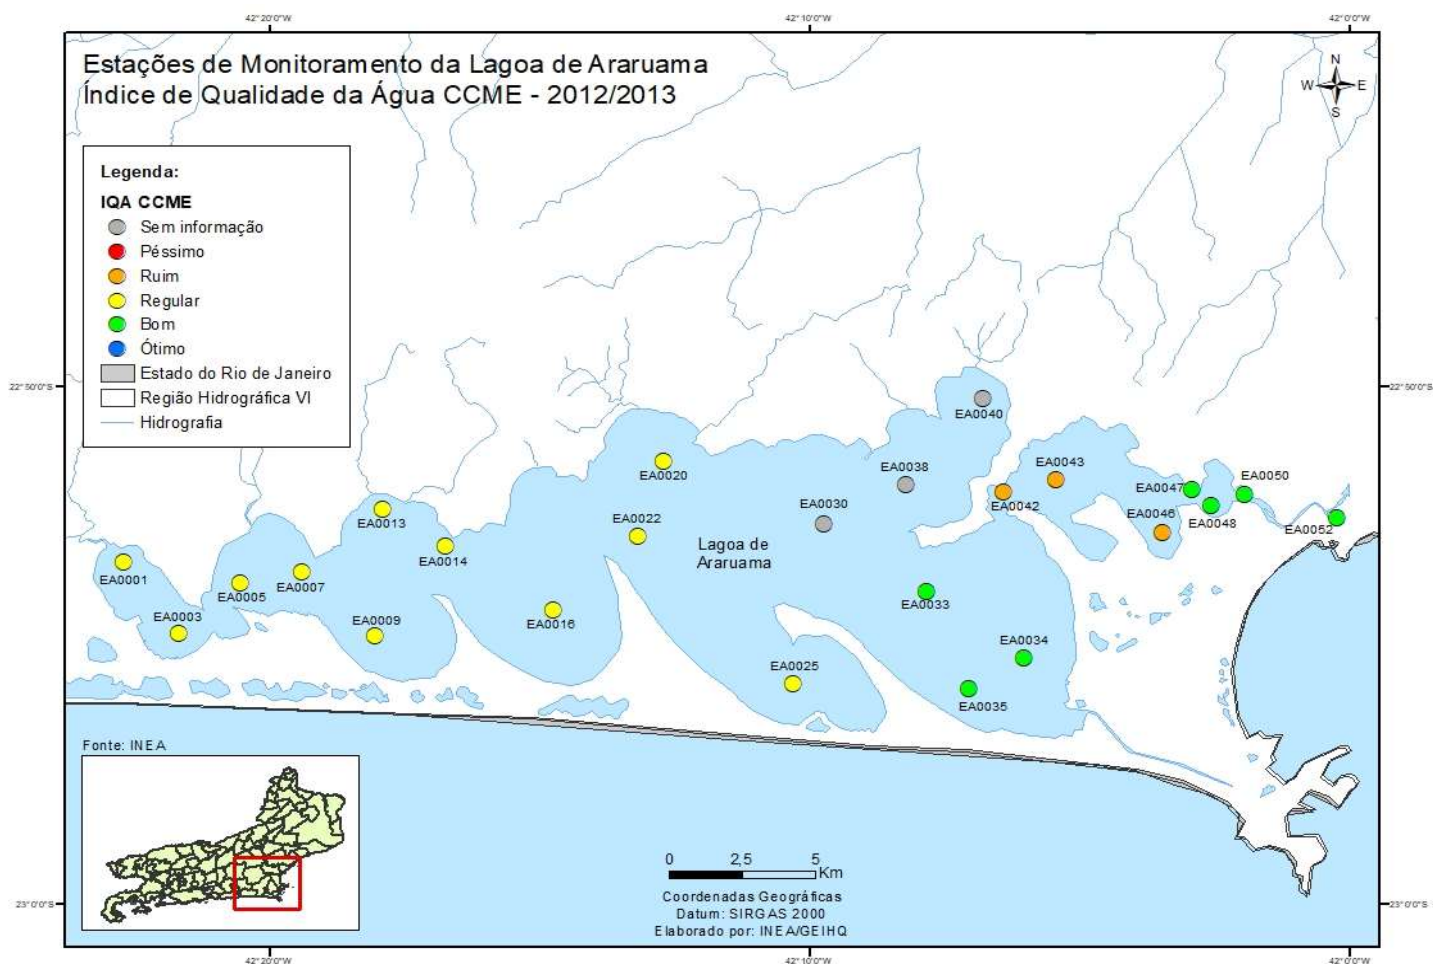 42°20'0"W
42°10'0"W
42°0'0"W
Estações de Monitoramento da Lagoa de Araruama
Índice de Qualidade da Água CCME - 2012/2013
N
W
E
S
Legenda:
IQA CCME
Sem informação
Péssimo
Ruim
Regular
Bom
Ótimo
Estado do Rio de Janeiro
Região Hidrográfica VI
Hidrografia
22°50'0"S
22°50'0"S
EA0040
EA0038
EA0043
EA0050
EA0020
EA0047
EA0042
EA0030
EA0022
EA0046
EA0048
EA0052
EA0013
EA0014
Lagoa de
Araruama
EA0001
EA0005
EA0007
EA0033
EA0003
EA0009
EA0016
EA0034
EA0025
EA0035
Fonte: INEA
0 2,5 5
Km
Coordenadas Geográficas
Datum: SIRGAS 2000
Elaborado por: INEA/GEIHQ
23°0'0"S
23°0'0"S
42°20'0"W
42°10'0"W
42°0'0"W